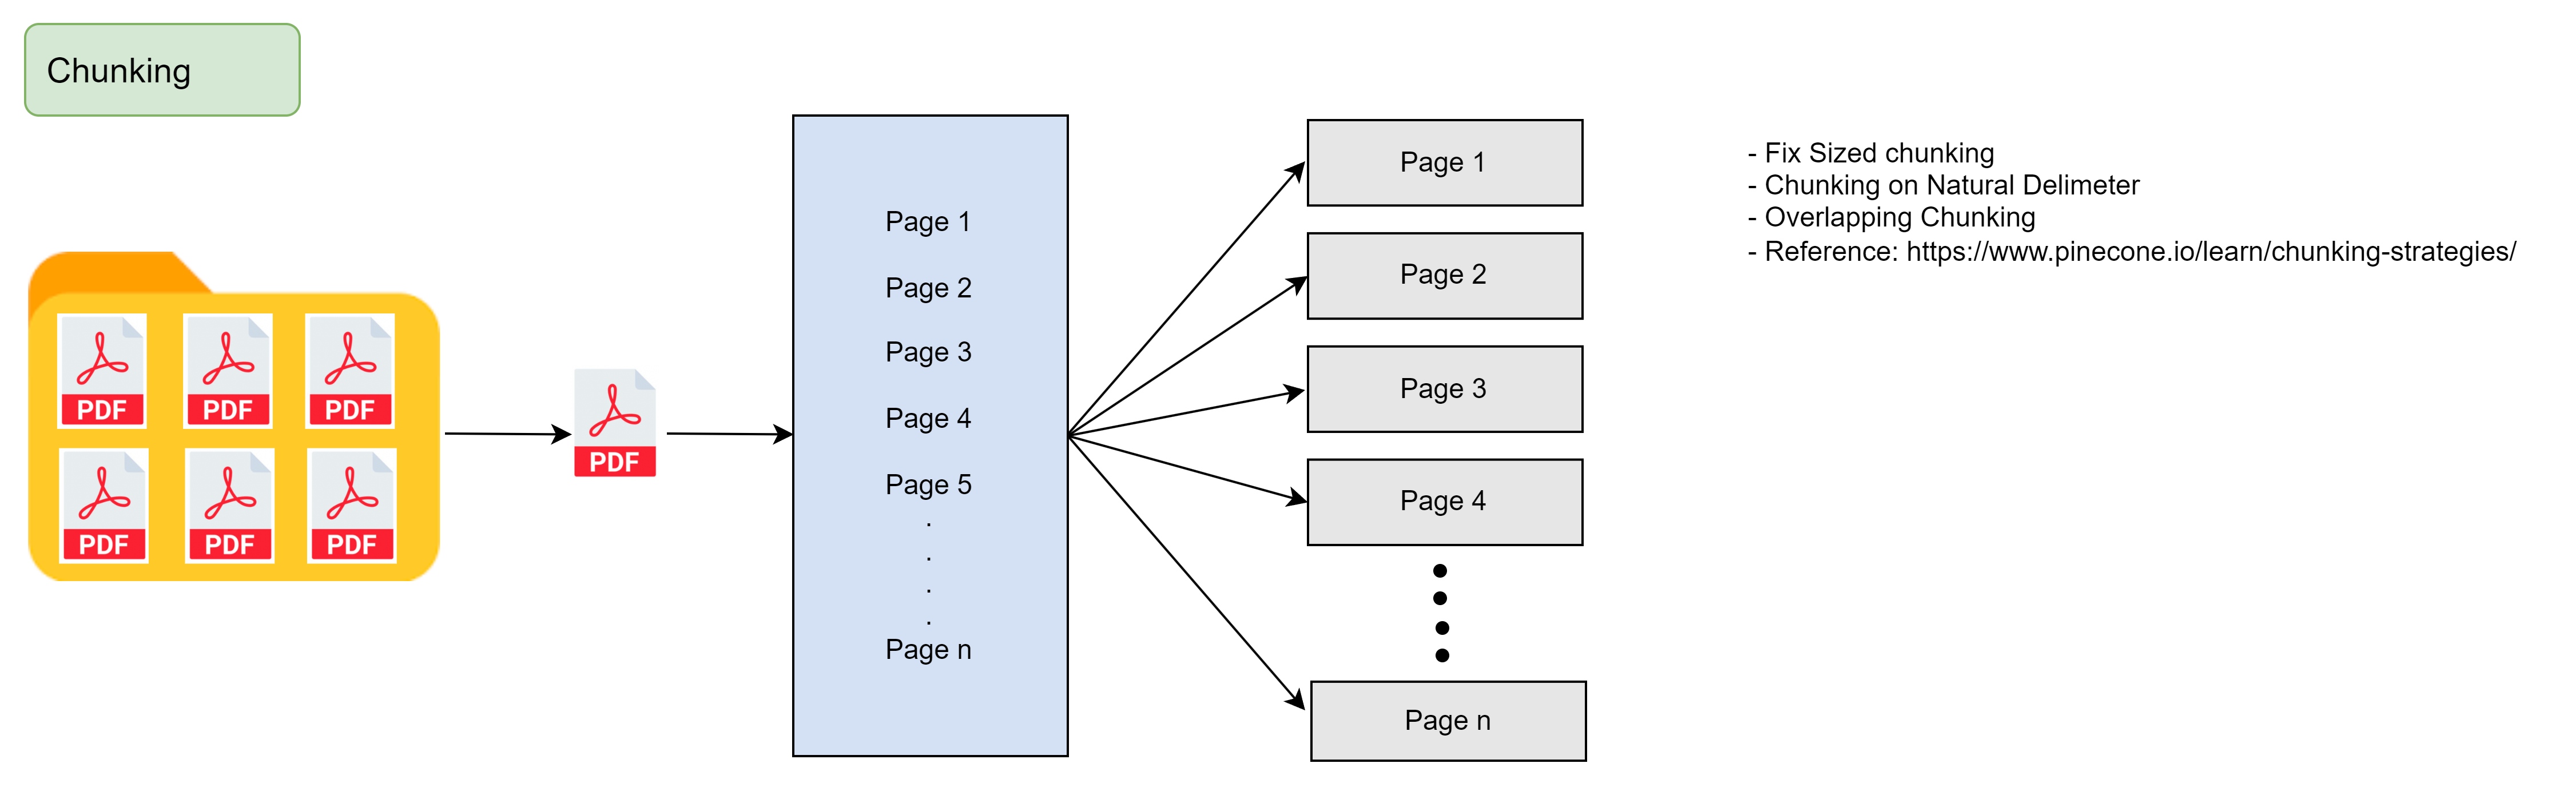 Chunking
PDF
PDF
PDF
PDF
PDF
PDF
PDF
Page 1
Page 2
Page 3
Page 4
Page 5
.
.
.
.
Page n
Page 1
Page 2
Page 3
Page 4
Page n
- Fix Sized chunking
- Chunking on Natural Delimeter
- Overlapping Chunking
- Reference: https://www.pinecone.io/learn/chunking-strategies/